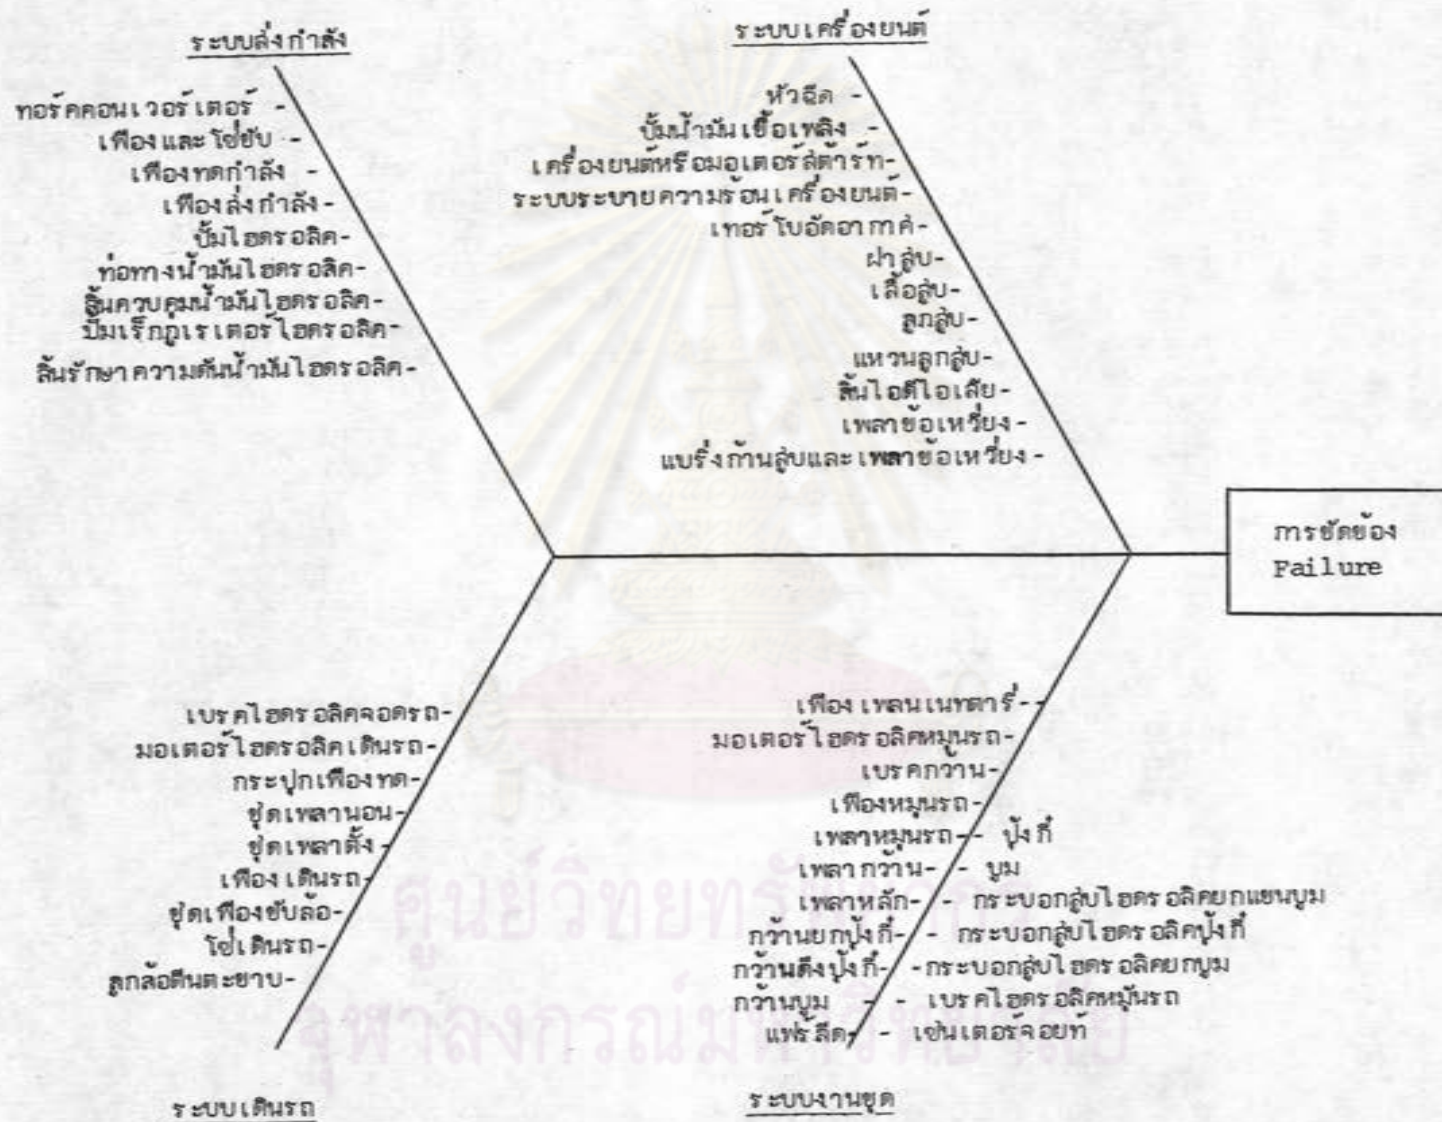 ระบบส่งกำลัง
ทอร์คคอนเวอร์เตอร์ -
เฟืองและโซ่ขับ -
เฟืองทดกำลัง -
เฟืองส่งกำลัง-
ปั้มไฮดรอลิค-
ท่อทางน้ำมันไฮดรอลิค-
ลิ้นควบคุมน้ำมันไฮดรอลิค-
ปั้มเร็กกูเรเตอร์ไฮดรอลิค-
ลิ้นรักษาความดันน้ำมันไฮดรอลิค-
ระบบเครื่องยนต์
หัวฉีด -
ปั้มน้ำมันเชื้อเพลิง -
เครื่องยนต์หรือมอเตอร์สต้าร์ท-
ระบบระบายความร้อนเครื่องยนต์-
เทอร์โบอัดอากาศ-
ฝาสูบ-
เสื้อสูบ-
ลูกสูบ-
แหวนลูกสูบ-
ลิ้นไอดีไอเสีย-
เพลาข้อเหวี่ยง-
แบริ่งก้านสูบและเพลาข้อเหวี่ยง-
การขัดข้อง
Failure
เบรคไฮดรอลิคจอดรถ-
มอเตอร์ไฮดรอลิคเดินรถ-
กระปุกเฟืองทด-
ชุดเพลานอน-
ชุดเพลาตั้ง-
เฟืองเดินรถ-
ชุดเฟืองขับล้อ-
โซ่เดินรถ-
ลูกล้อตีนตะขาบ-
ระบบเดินรถ
เฟืองเพลนเนทตารี่-
มอเตอร์ไฮดรอลิคหมุนรถ-
เบรคกว้าน-
เฟืองหมุนรถ-
เพลาหมุนรถ- - ปุ้งกี๋
เพลากว้าน- - บูม
เพลาหลัก- - กระบอกสูบไฮดรอลิคยกแขนบูม
กว้านยกปุ้งกี๋- - กระบอกสูบไฮดรอลิคปุ้งกี๋
กว้านดึงปุ้งกี๋- -กระบอกสูบไฮดรอลิคยกบูม
กว้านบูม - - เบรคไฮดรอลิคหมุนรถ
แฟร์ลีด- - เซ่นเตอร์จอยท์
ระบบงานขุด
ศูนย์วิทยทรัพยากร
จุฬาลงกรณ์มหาวิทยาลัย